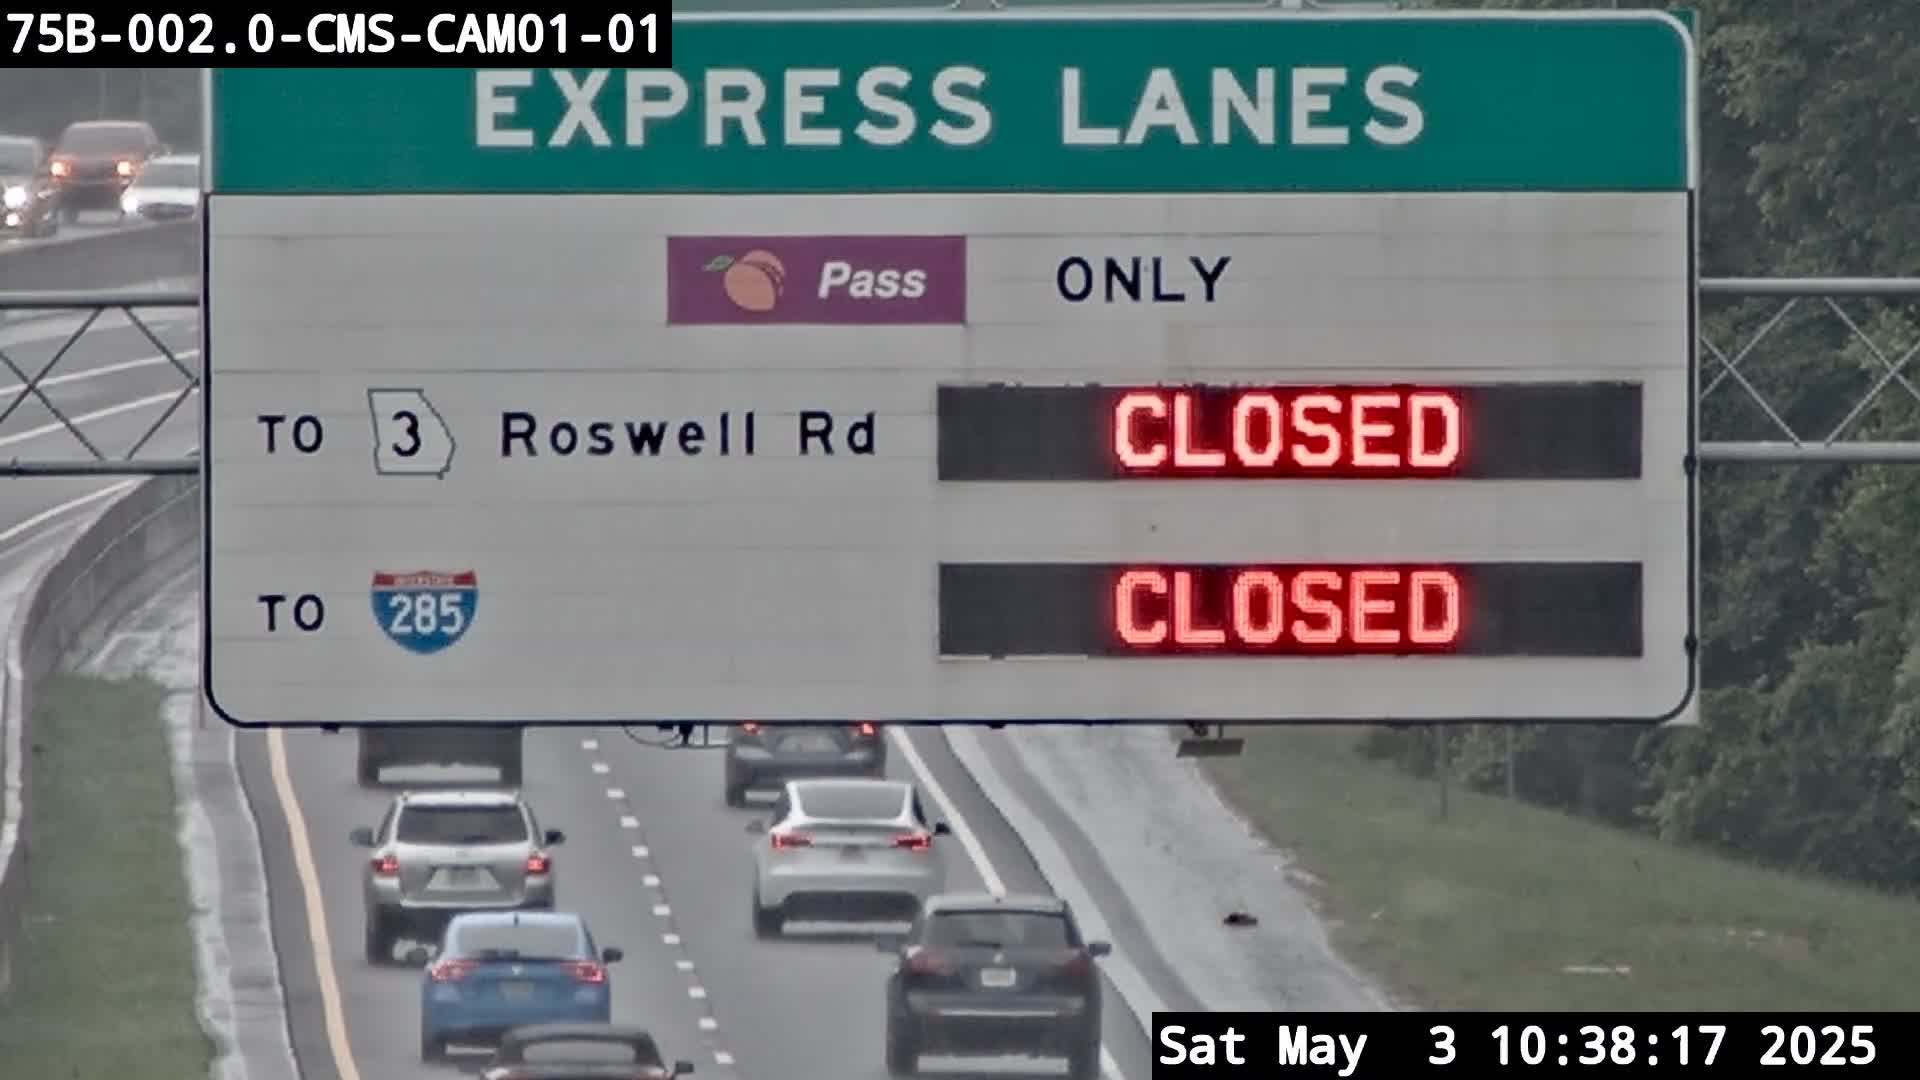 75B-002.0-CMS-CAM01-01
EXPRESS LANES
Pass ONLY
TO 3 Roswell Rd CLOSED
INTERSTATE
TO 285 CLOSED
Sat May 3 10:38:17 2025